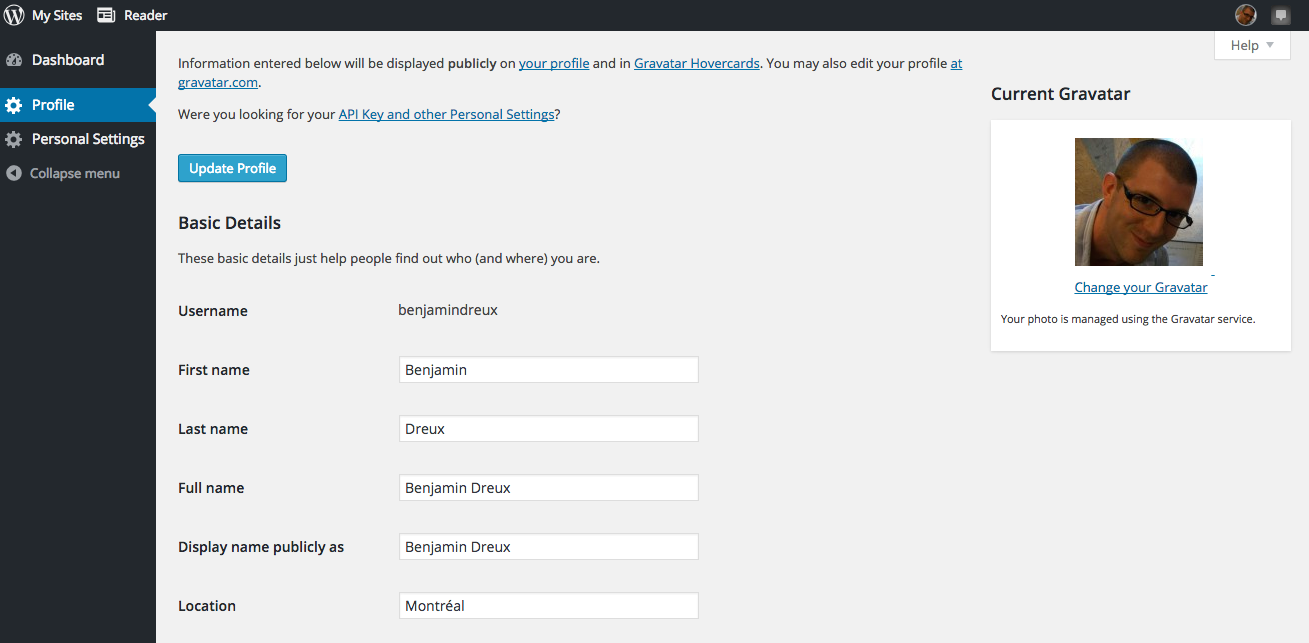 My Sites Reader
Help
Dashboard
Profile
Personal Settings
Collapse menu
Information entered below will be displayed publicly on your profile and in Gravatar Hovercards. You may also edit your profile at
gravatar.com.
Were you looking for your API Key and other Personal Settings?
Update Profile
Basic Details
These basic details just help people find out who (and where) you are.
Username benjamindreux
First name Benjamin
Last name Dreux
Full name Benjamin Dreux
Display name publicly as Benjamin Dreux
Location Montréal
Current Gravatar
Change your Gravatar
Your photo is managed using the Gravatar service.